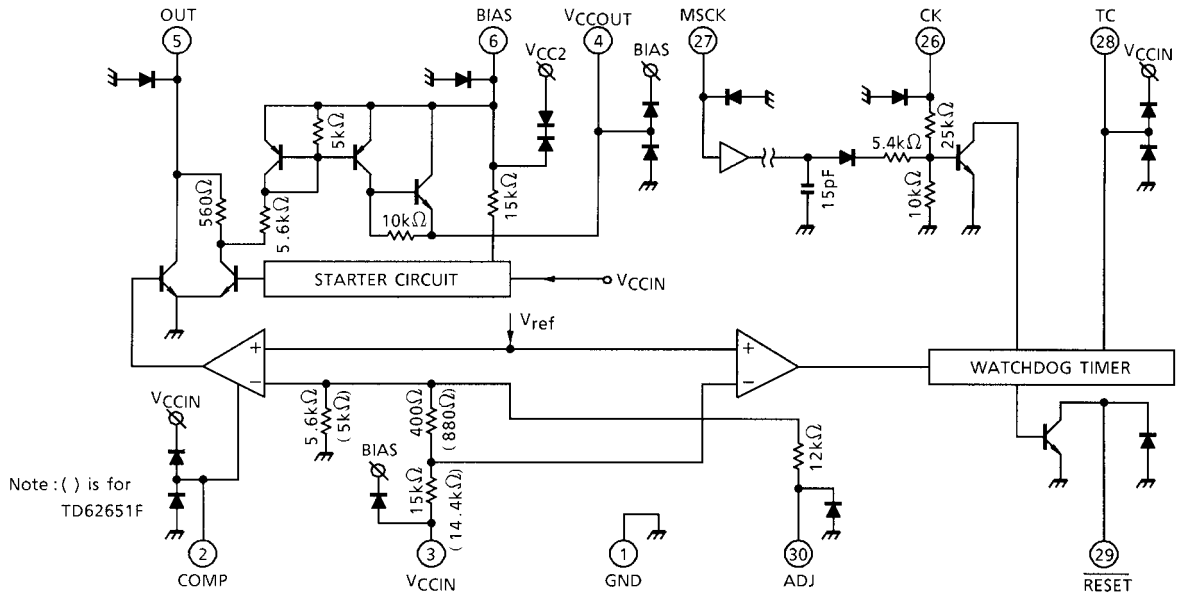 OUT
BIAS
VCCOUT
MSCK
CK
TC
5
6
4
27
26
28
VCC2
BIAS
VCCIN
5kΩ
25kΩ
5.4kΩ
560Ω
5.6kΩ
10kΩ
15kΩ
15pF
10kΩ
STARTER CIRCUIT
VCCIN
Vref
+
+
−
−
WATCHDOG TIMER
VCCIN
5.6kΩ
(5kΩ)
400Ω
(880Ω)
12kΩ
BIAS
15kΩ
(14.4kΩ)
Note : ( ) is for
TD62651F
2
3
1
30
29
COMP
VCCIN
GND
ADJ
RESET